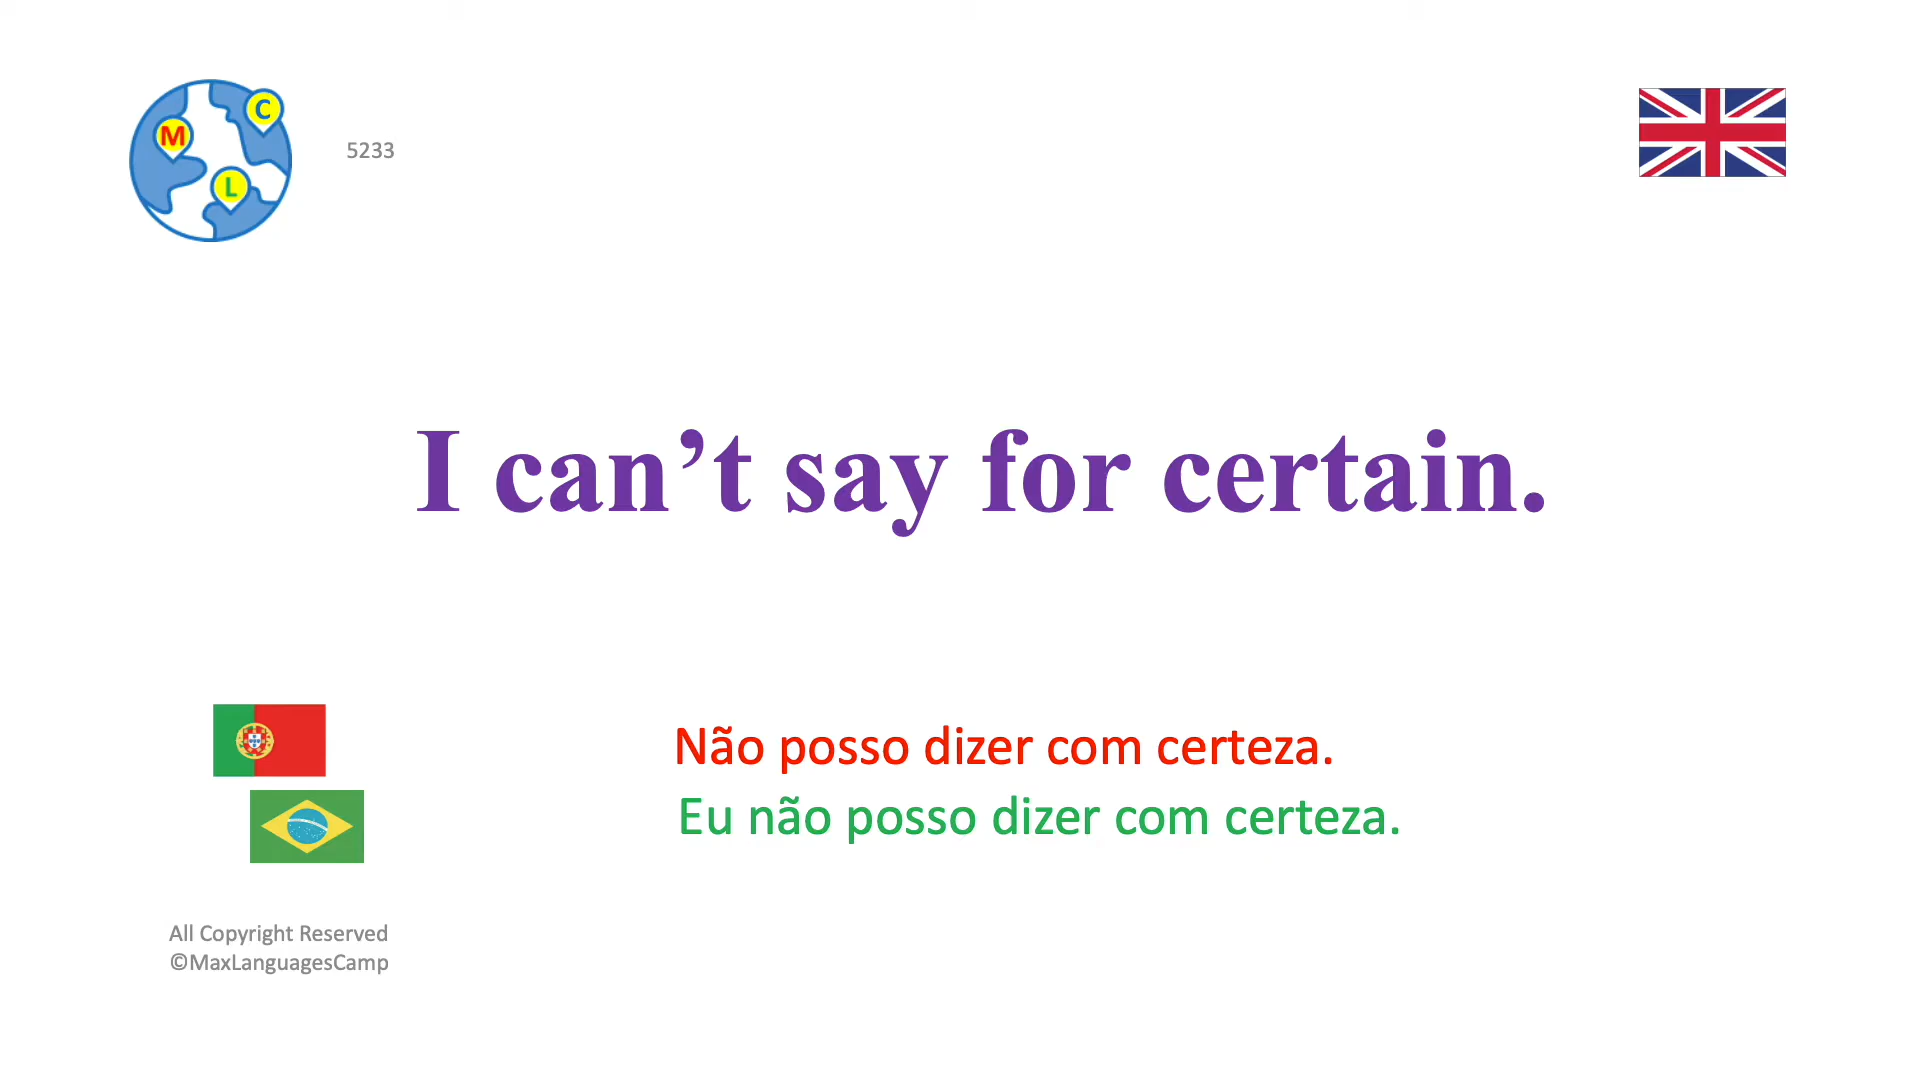 M
C
L
5233
I can’t say for certain.
Não posso dizer com certeza.
Eu não posso dizer com certeza.
All Copyright Reserved
©MaxLanguagesCamp